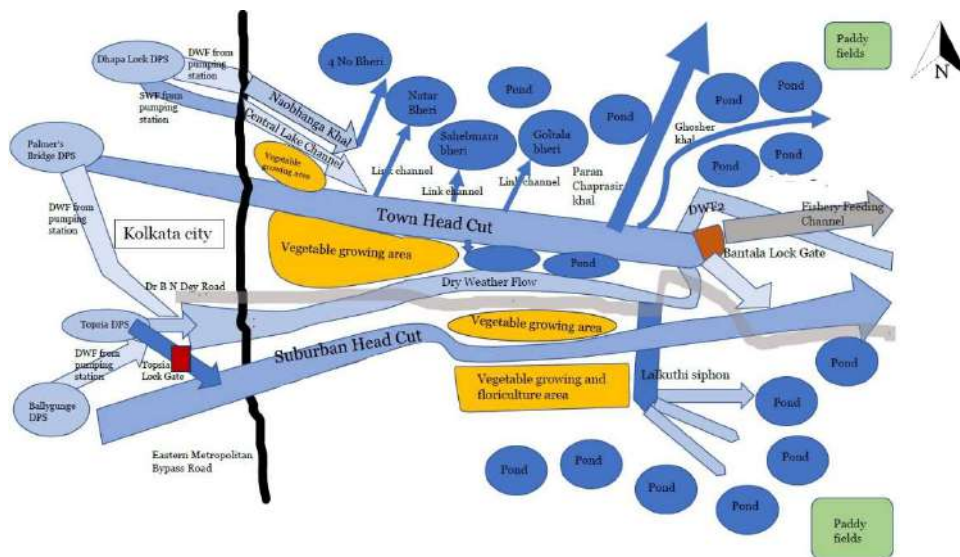 Dhapa Lock DPS
DWF from
pumping
station
SWF from
pumping
station
Naobhanga Khal
Central Lake Channel
4 No Bheri
Natar
Bheri
Pond
Sahebmara
bheri
Goltala
bheri
Pond
Pond
Pond
Pond
Pond
Paddy
fields
N
Ghosher
khal
Palmer's
Bridge DPS
Vegetable
growing area
Link channel
Link channel
Link channel
Paran
Chaprasir
khal
DWF from
pumping
station
Kolkata city
Town Head Cut
Vegetable growing area
DWF2
Fishery Feeding
Channel
Bantala Lock Gate
Pond
Dry Weather Flow
Dr B N Dey Road
Topsia DPS
DWF from
pumping
station
Topsia
Lock Gate
Suburban Head Cut
Vegetable growing area
Vegetable growing and
floriculture area
Lalkuthi siphon
Ballygunge
DPS
Eastern Metropolitan
Bypass Road
Pond
Pond
Pond
Pond
Pond
Pond
Pond
Paddy
fields